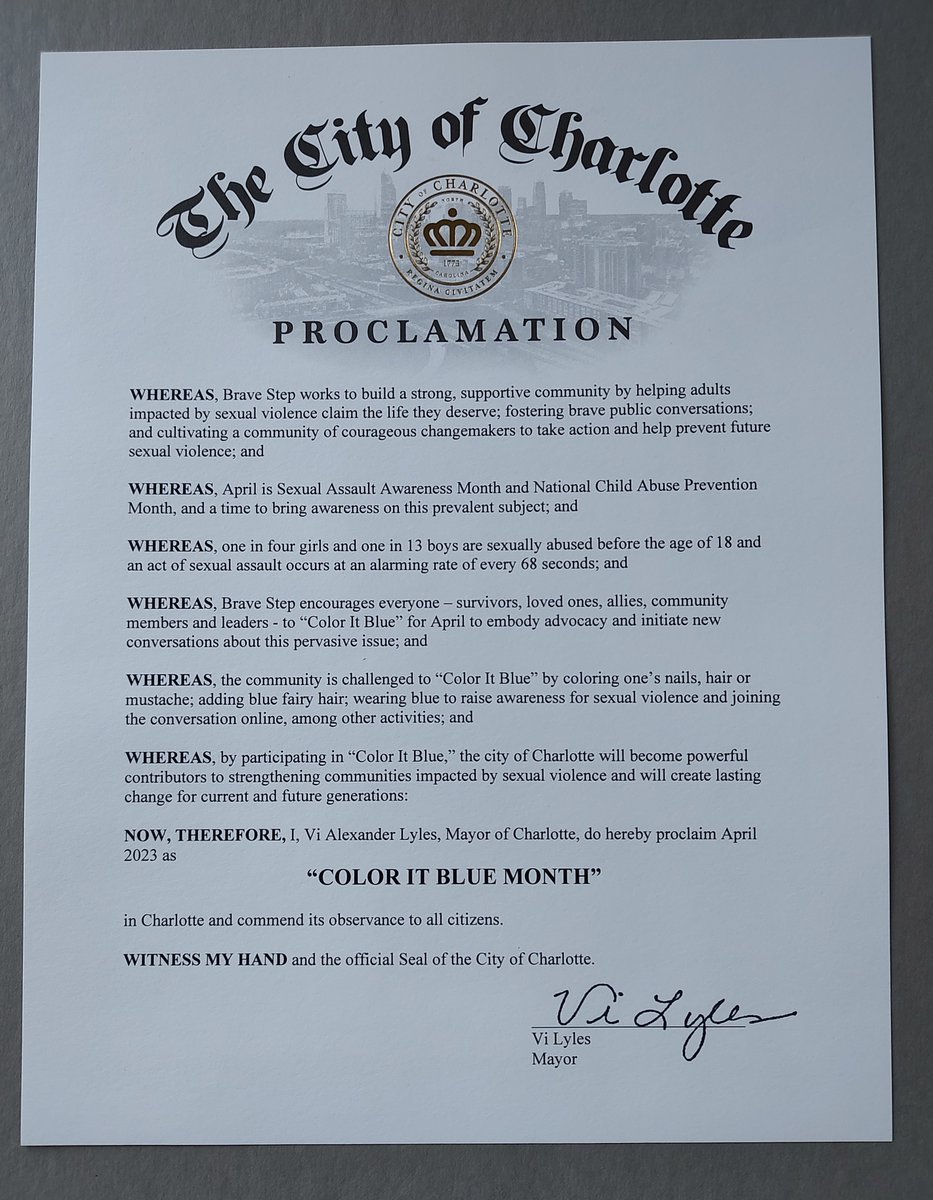 The City of Charlotte
CITY OF CHARLOTTE
NORTH
1775
CAROLINA
REGINA CIVITATEM
PROCLAMATION
WHEREAS, Brave Step works to build a strong, supportive community by helping adults
impacted by sexual violence claim the life they deserve; fostering brave public conversations;
and cultivating a community of courageous changemakers to take action and help prevent future
sexual violence; and
WHEREAS, April is Sexual Assault Awareness Month and National Child Abuse Prevention
Month, and a time to bring awareness on this prevalent subject; and
WHEREAS, one in four girls and one in 13 boys are sexually abused before the age of 18 and
an act of sexual assault occurs at an alarming rate of every 68 seconds; and
WHEREAS, Brave Step encourages everyone – survivors, loved ones, allies, community
members and leaders - to “Color It Blue” for April to embody advocacy and initiate new
conversations about this pervasive issue; and
WHEREAS, the community is challenged to “Color It Blue” by coloring one’s nails, hair or
mustache; adding blue fairy hair; wearing blue to raise awareness for sexual violence and joining
the conversation online, among other activities; and
WHEREAS, by participating in “Color It Blue,” the city of Charlotte will become powerful
contributors to strengthening communities impacted by sexual violence and will create lasting
change for current and future generations:
NOW, THEREFORE, I, Vi Alexander Lyles, Mayor of Charlotte, do hereby proclaim April
2023 as
“COLOR IT BLUE MONTH”
in Charlotte and commend its observance to all citizens.
WITNESS MY HAND and the official Seal of the City of Charlotte.
Vi Lyles
Vi Lyles
Mayor